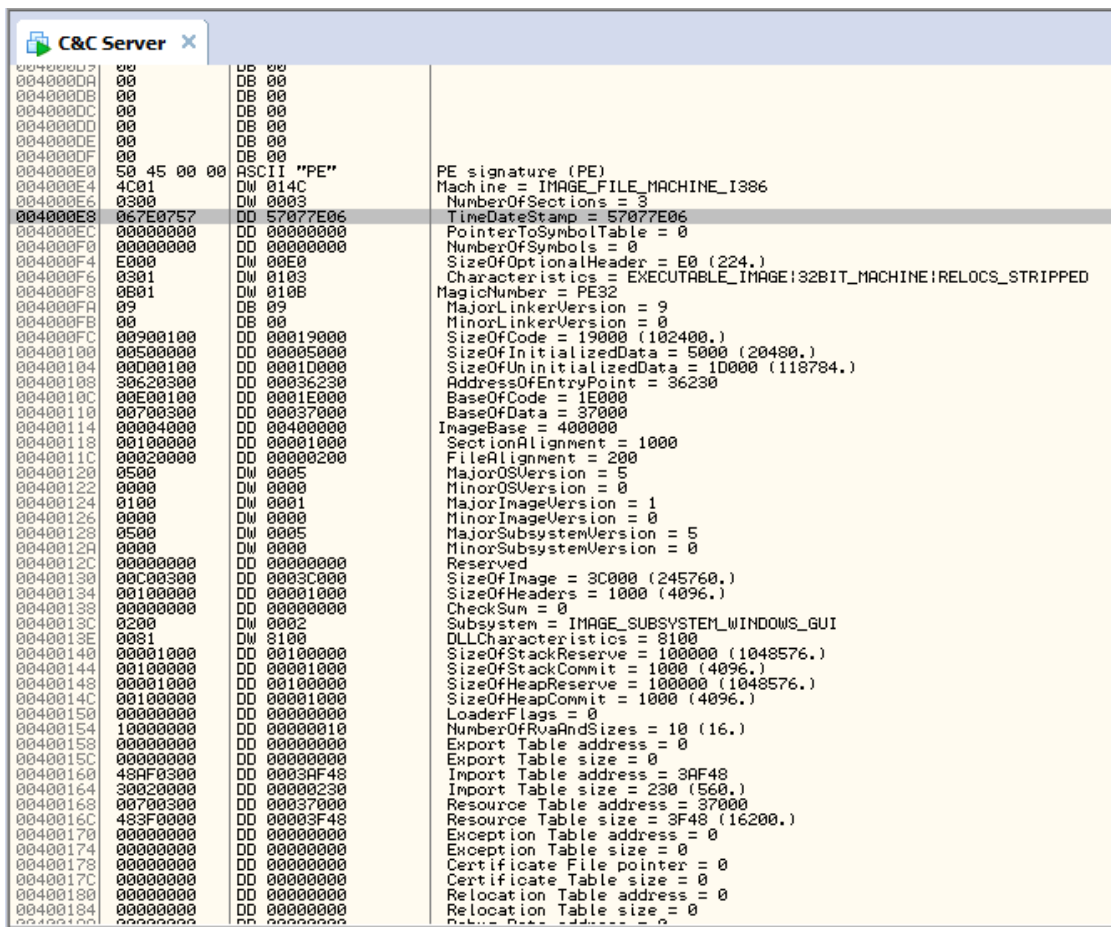 C&C Server ×
004000D9 00 DB 00
004000DA 00 DB 00
004000DB 00 DB 00
004000DC 00 DB 00
004000DD 00 DB 00
004000DE 00 DB 00
004000DF 00 DB 00
004000E0 50 45 00 00 ASCII "PE" PE signature (PE)
004000E4 4C01 DW 014C Machine = IMAGE_FILE_MACHINE_I386
004000E6 0300 DW 0003 NumberOfSections = 3
004000E8 067E0757 DD 57077E06 TimeDateStamp = 57077E06
004000EC 00000000 DD 00000000 PointerToSymbolTable = 0
004000F0 00000000 DD 00000000 NumberOfSymbols = 0
004000F4 E000 DW 00E0 SizeOfOptionalHeader = E0 (224.)
004000F6 0301 DW 0103 Characteristics = EXECUTABLE_IMAGE|32BIT_MACHINE|RELOCS_STRIPPED
004000F8 0B01 DW 010B MagicNumber = PE32
004000FA 09 DB 09 MajorLinkerVersion = 9
004000FB 00 DB 00 MinorLinkerVersion = 0
004000FC 00900100 DD 00019000 SizeOfCode = 19000 (102400.)
00400100 00500000 DD 00005000 SizeOfInitializedData = 5000 (20480.)
00400104 00D00100 DD 0001D000 SizeOfUninitializedData = 1D000 (118784.)
00400108 30620300 DD 00036230 AddressOfEntryPoint = 36230
0040010C 00E00100 DD 0001E000 BaseOfCode = 1E000
00400110 00700300 DD 00037000 BaseOfData = 37000
00400114 00004000 DD 00400000 ImageBase = 400000
00400118 00100000 DD 00001000 SectionAlignment = 1000
0040011C 00020000 DD 00000200 FileAlignment = 200
00400120 0500 DW 0005 MajorOSVersion = 5
00400122 0000 DW 0000 MinorOSVersion = 0
00400124 0100 DW 0001 MajorImageVersion = 1
00400126 0000 DW 0000 MinorImageVersion = 0
00400128 0500 DW 0005 MajorSubsystemVersion = 5
0040012A 0000 DW 0000 MinorSubsystemVersion = 0
0040012C 00000000 DD 00000000 Reserved
00400130 00C00300 DD 0003C000 SizeOfImage = 3C000 (245760.)
00400134 00100000 DD 00001000 SizeOfHeaders = 1000 (4096.)
00400138 00000000 DD 00000000 CheckSum = 0
0040013C 0200 DW 0002 Subsystem = IMAGE_SUBSYSTEM_WINDOWS_GUI
0040013E 0081 DW 8100 DLLCharacteristics = 8100
00400140 00001000 DD 00100000 SizeOfStackReserve = 100000 (1048576.)
00400144 00100000 DD 00001000 SizeOfStackCommit = 1000 (4096.)
00400148 00001000 DD 00100000 SizeOfHeapReserve = 100000 (1048576.)
0040014C 00100000 DD 00001000 SizeOfHeapCommit = 1000 (4096.)
00400150 00000000 DD 00000000 LoaderFlags = 0
00400154 10000000 DD 00000010 NumberOfRvaAndSizes = 10 (16.)
00400158 00000000 DD 00000000 Export Table address = 0
0040015C 00000000 DD 00000000 Export Table size = 0
00400160 48AF0300 DD 0003AF48 Import Table address = 3AF48
00400164 30020000 DD 00000230 Import Table size = 230 (560.)
00400168 00700300 DD 00037000 Resource Table address = 37000
0040016C 483F0000 DD 00003F48 Resource Table size = 3F48 (16200.)
00400170 00000000 DD 00000000 Exception Table address = 0
00400174 00000000 DD 00000000 Exception Table size = 0
00400178 00000000 DD 00000000 Certificate File pointer = 0
0040017C 00000000 DD 00000000 Certificate Table size = 0
00400180 00000000 DD 00000000 Relocation Table address = 0
00400184 00000000 DD 00000000 Relocation Table size = 0